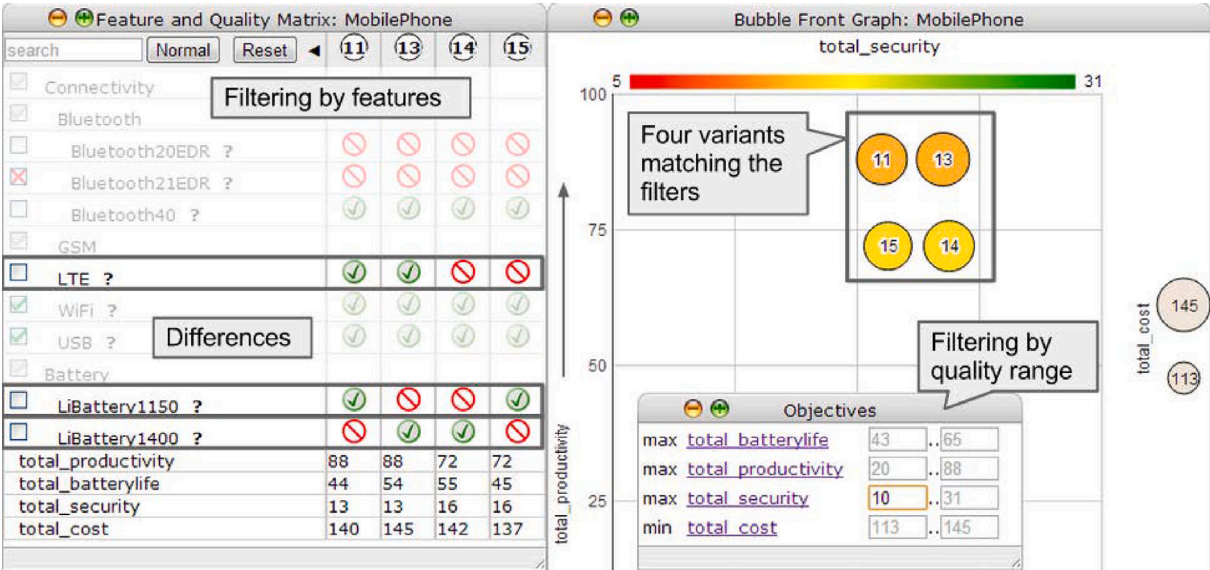 Feature and Quality Matrix: MobilePhone
search Normal Reset 11 13 14 15
Connectivity
Filtering by features
Bluetooth
Bluetooth20EDR ?
Bluetooth21EDR ?
Bluetooth40 ?
GSM
LTE ?
WiFi ?
USB ?
Differences
Battery
LiBattery1150 ?
LiBattery1400 ?
total_productivity 88 88 72 72
total_batterylife 44 54 55 45
total_security 13 13 16 16
total_cost 140 145 142 137
Bubble Front Graph: MobilePhone
total_security
5 31
100
75
50
25
total_productivity
Four variants
matching the
filters
11 13
15 14
Filtering by
quality range
total_cost
145
113
Objectives
max total_batterylife 43 .. 65
max total_productivity 20 .. 88
max total_security 10 .. 31
min total_cost 113 .. 145